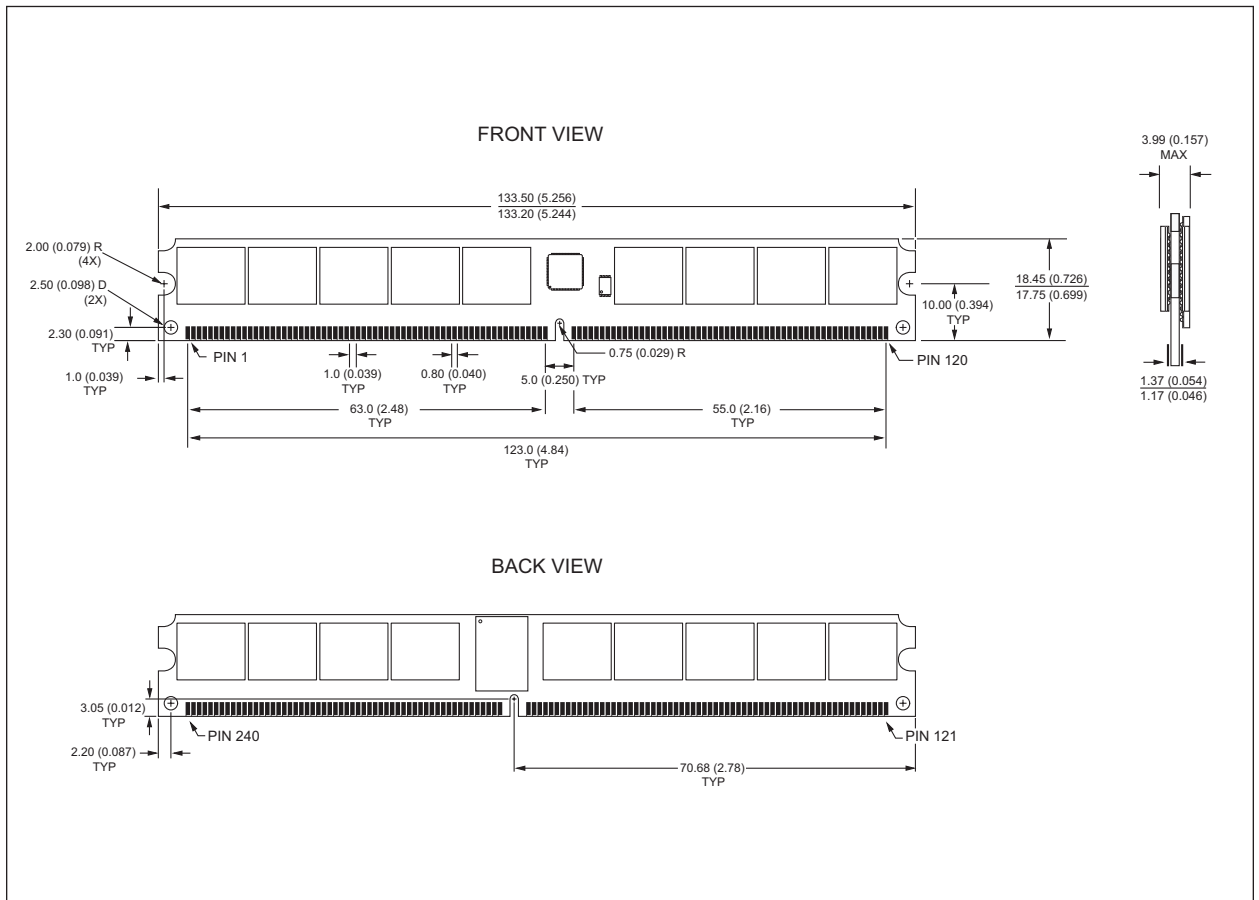 FRONT VIEW
3.99 (0.157)
MAX
133.50 (5.256)
133.20 (5.244)
2.00 (0.079) R
(4X)
2.50 (0.098) D
(2X)
2.30 (0.091)
TYP
18.45 (0.726)
17.75 (0.699)
10.00 (0.394)
TYP
PIN 1
0.75 (0.029) R
PIN 120
1.0 (0.039)
TYP
1.0 (0.039)
TYP
0.80 (0.040)
TYP
5.0 (0.250) TYP
1.37 (0.054)
1.17 (0.046)
63.0 (2.48)
TYP
55.0 (2.16)
TYP
123.0 (4.84)
TYP
BACK VIEW
3.05 (0.012)
TYP
PIN 240
PIN 121
2.20 (0.087)
TYP
70.68 (2.78)
TYP